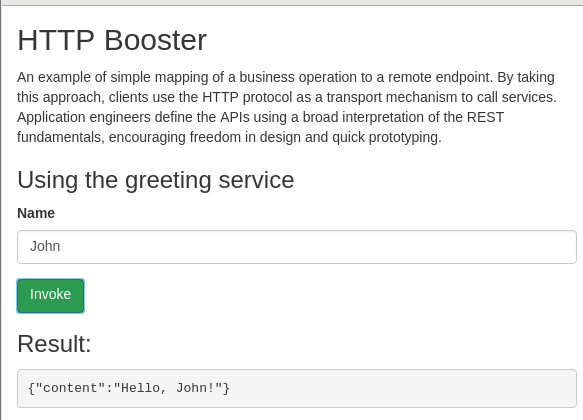 HTTP Booster
An example of simple mapping of a business operation to a remote endpoint. By taking
this approach, clients use the HTTP protocol as a transport mechanism to call services.
Application engineers define the APIs using a broad interpretation of the REST
fundamentals, encouraging freedom in design and quick prototyping.
Using the greeting service
Name
John
Invoke
Result:
{"content":"Hello, John!"}